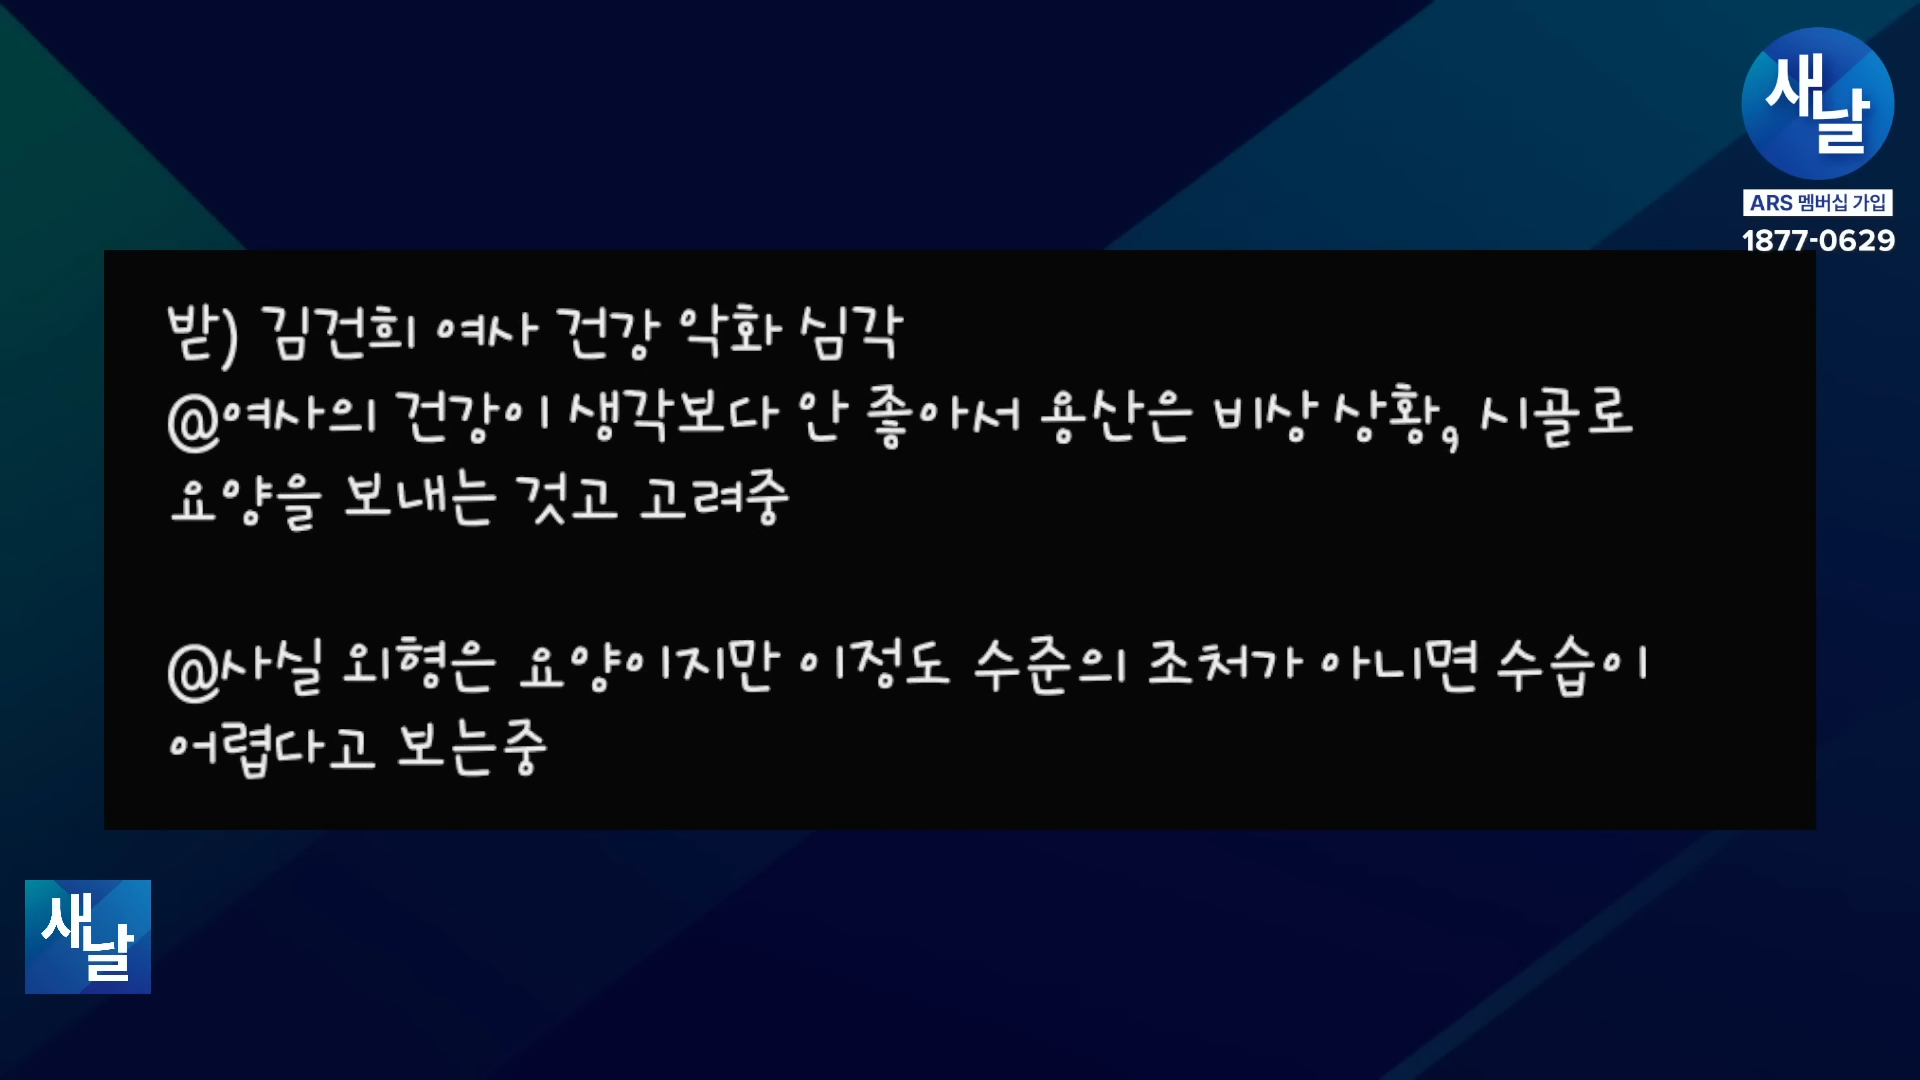 새날
ARS 멤버십 가입
1877-0629
받) 김건희 여사 건강 악화 심각
@여사의 건강이 생각보다 안 좋아서 용산은 비상 상황, 시골로
요양을 보내는 것고 고려중
@사실 외형은 요양이지만 이정도 수준의 조처가 아니면 수습이
어렵다고 보는중
새날